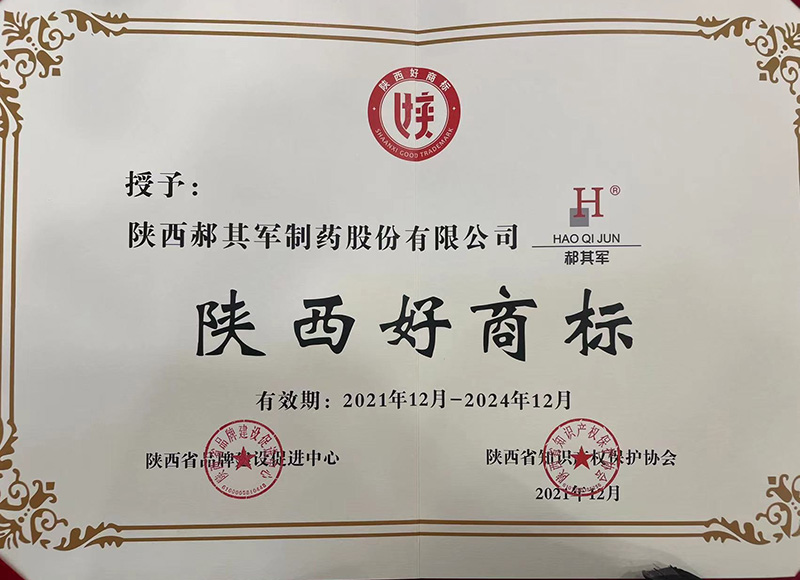 陕西好商标
SHAANXI GOOD TRADEMARK
授予：
陕西郝其军制药股份有限公司
H®
HAO QI JUN
郝其军
陕西好商标
有效期：2021年12月-2024年12月
陕西省品牌建设促进中心
陕西省知识产权保护协会
2021年12月